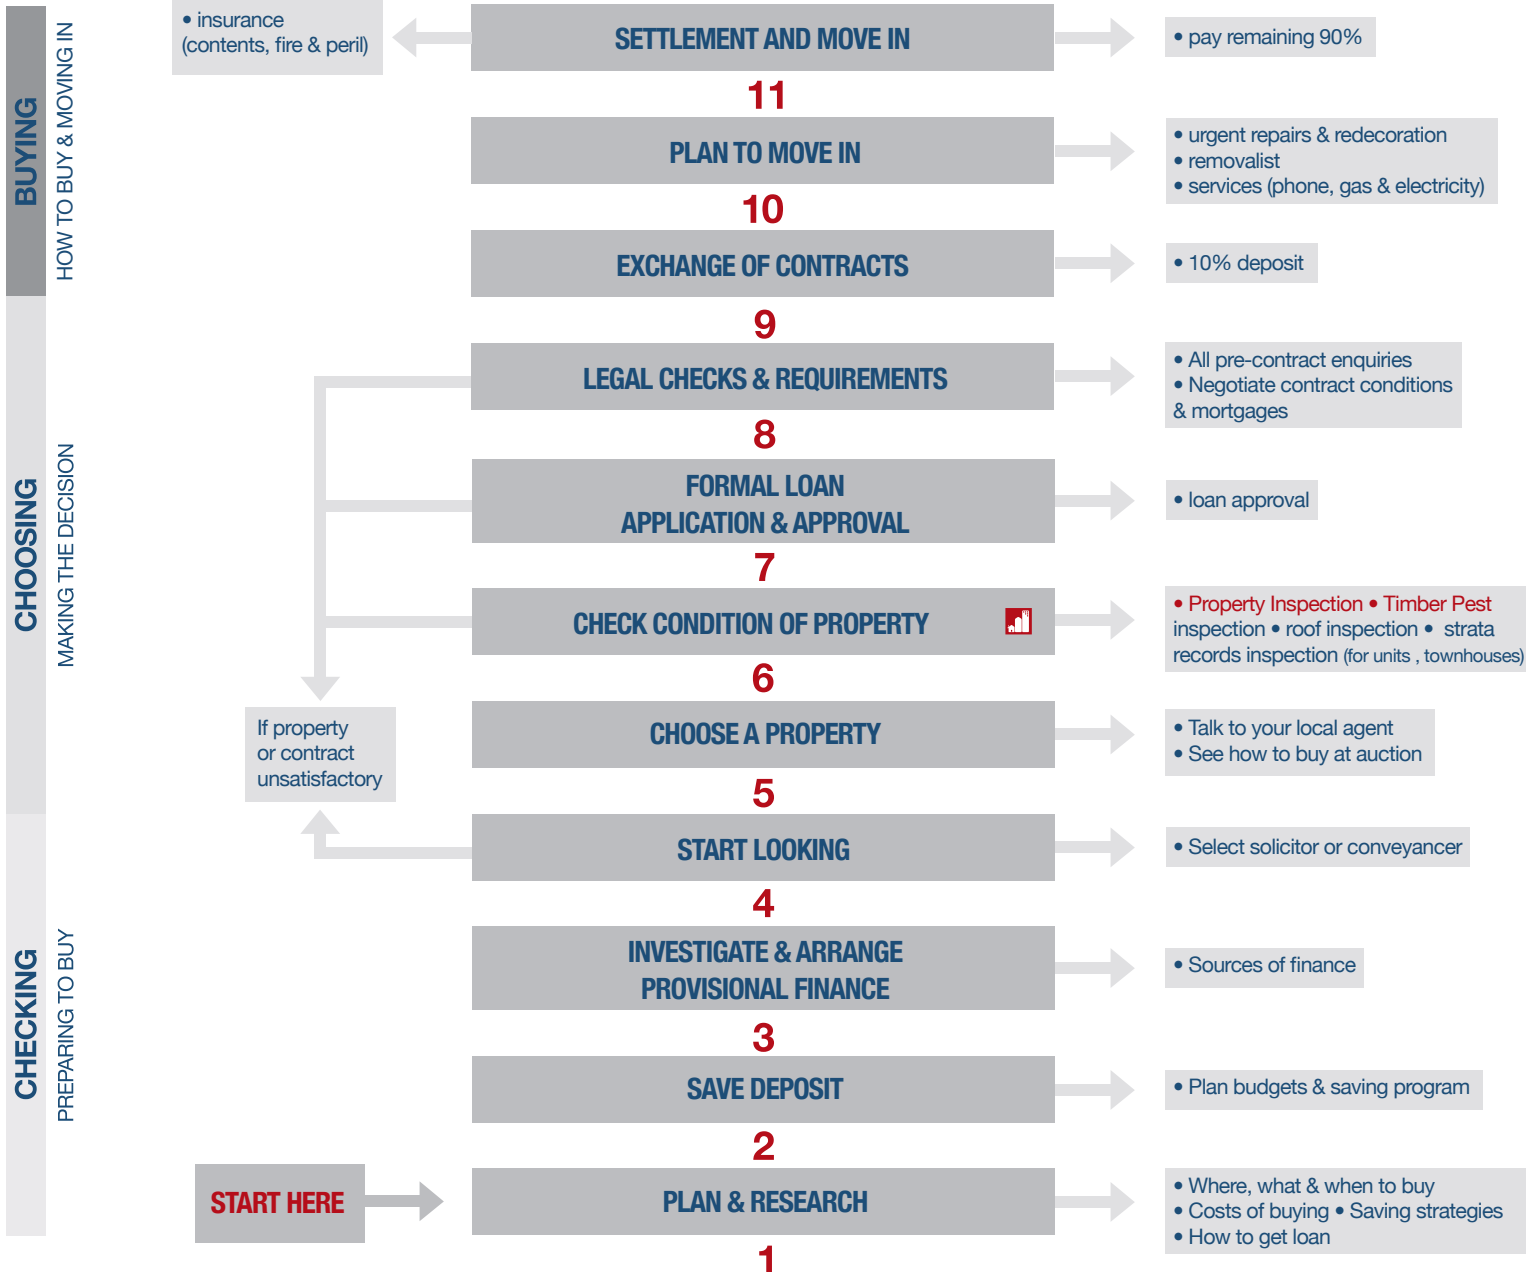 BUYING
HOW TO BUY & MOVING IN
CHOOSING
MAKING THE DECISION
CHECKING
PREPARING TO BUY
• insurance
(contents, fire & peril)
SETTLEMENT AND MOVE IN
• pay remaining 90%
11
PLAN TO MOVE IN
• urgent repairs & redecoration
• removalist
• services (phone, gas & electricity)
10
EXCHANGE OF CONTRACTS
• 10% deposit
9
LEGAL CHECKS & REQUIREMENTS
• All pre-contract enquiries
• Negotiate contract conditions
& mortgages
8
FORMAL LOAN
APPLICATION & APPROVAL
• loan approval
7
CHECK CONDITION OF PROPERTY
• Property Inspection • Timber Pest
inspection • roof inspection • strata
records inspection (for units , townhouses)
6
If property
or contract
unsatisfactory
CHOOSE A PROPERTY
• Talk to your local agent
• See how to buy at auction
5
START LOOKING
• Select solicitor or conveyancer
4
INVESTIGATE & ARRANGE
PROVISIONAL FINANCE
• Sources of finance
3
SAVE DEPOSIT
• Plan budgets & saving program
2
START HERE
PLAN & RESEARCH
• Where, what & when to buy
• Costs of buying • Saving strategies
• How to get loan
1